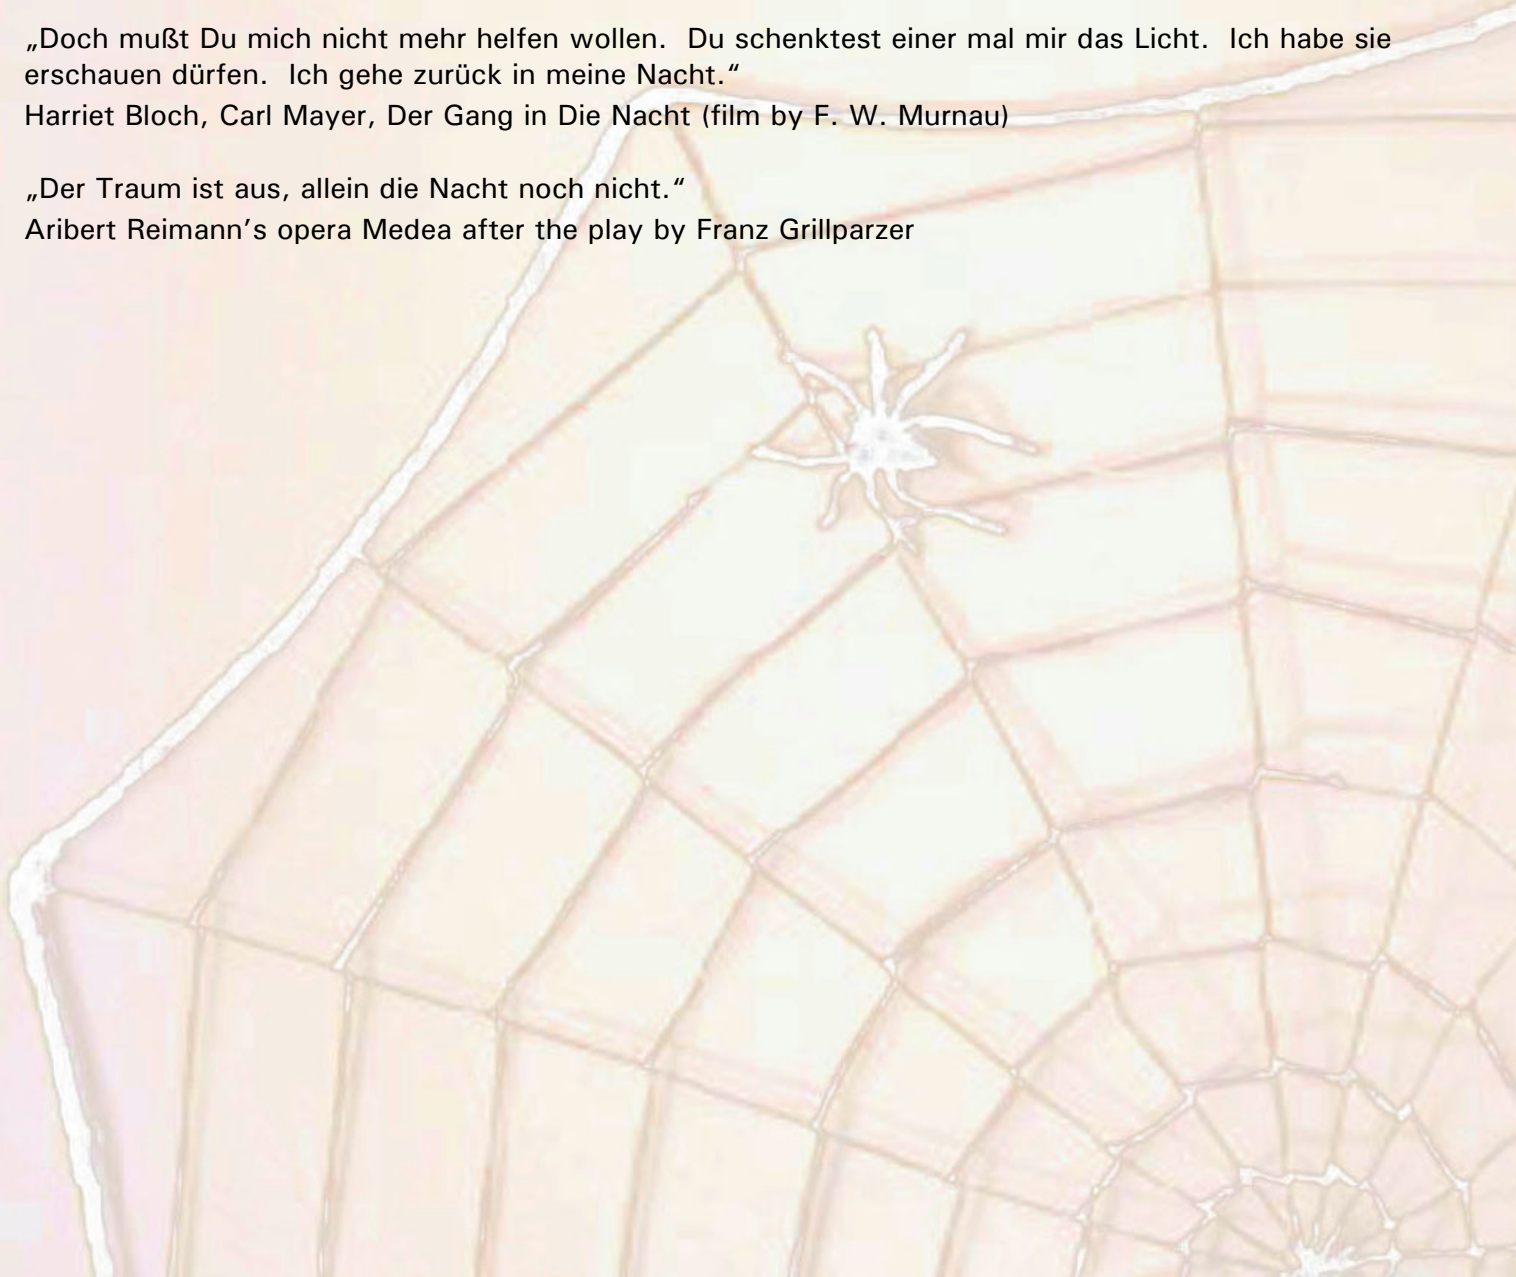 „Doch mußt Du mich nicht mehr helfen wollen.  Du schenktest einer mal mir das Licht.  Ich habe sie
erschauen dürfen.  Ich gehe zurück in meine Nacht.“
Harriet Bloch, Carl Mayer, Der Gang in Die Nacht (film by F. W. Murnau)
„Der Traum ist aus, allein die Nacht noch nicht.“
Aribert Reimann’s opera Medea after the play by Franz Grillparzer